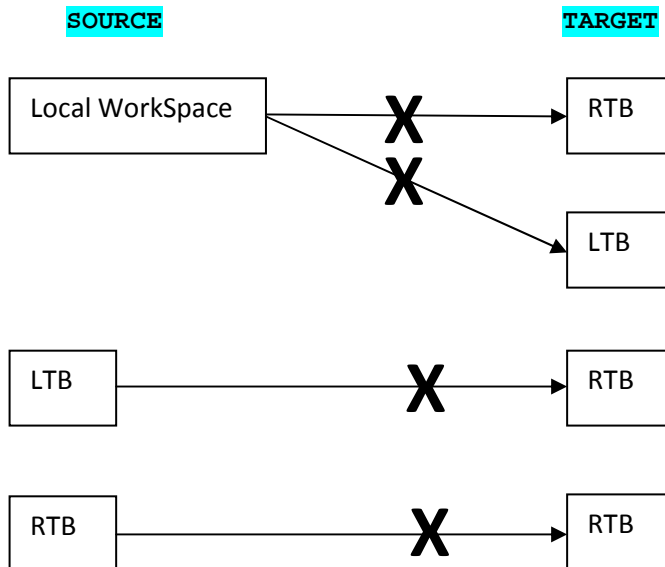 SOURCE TARGET
Local WorkSpace RTB
X
X
LTB
LTB X RTB
RTB X RTB